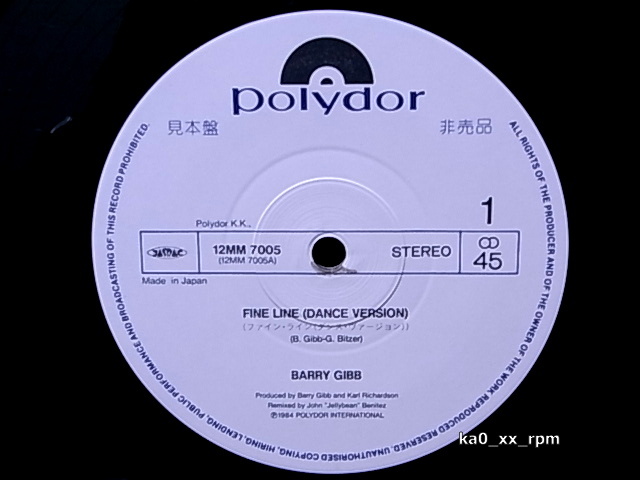 polydor
見本盤 非売品
ALL RIGHTS OF THE PRODUCER AND OF THE OWNER OF THE WORK REPRODUCED RESERVED. UNAUTHORISED COPYING, HIRING, LENDING, PUBLIC PERFORMANCE AND BROADCASTING OF THIS RECORD PROHIBITED.
1
Polydor K.K.,
JASRAC
12MM 7005
(12MM 7005A)
STEREO
45
Made in Japan
FINE LINE (DANCE VERSION)
(ファイン・ライン(ダンス・ヴァージョン))
(B. Gibb-G. Bitzer)
BARRY GIBB
Produced by Barry Gibb and Karl Richardson
Remixed by John "Jellybean" Benitez
℗1984 POLYDOR INTERNATIONAL
ka0_xx_rpm